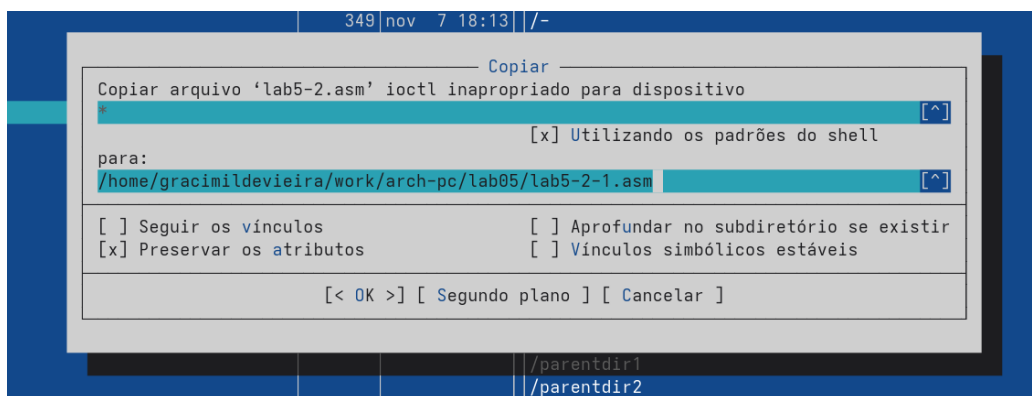 349|nov  7 18:13||/-
Copiar
Copiar arquivo ‘lab5-2.asm’ ioctl inapropriado para dispositivo
* [^]
[x] Utilizando os padrões do shell
para:
/home/gracimildevieira/work/arch-pc/lab05/lab5-2-1.asm [^]
[ ] Seguir os vínculos [ ] Aprofundar no subdiretório se existir
[x] Preservar os atributos [ ] Vínculos simbólicos estáveis
[< OK >] [ Segundo plano ] [ Cancelar ]
/parentdir1
/parentdir2